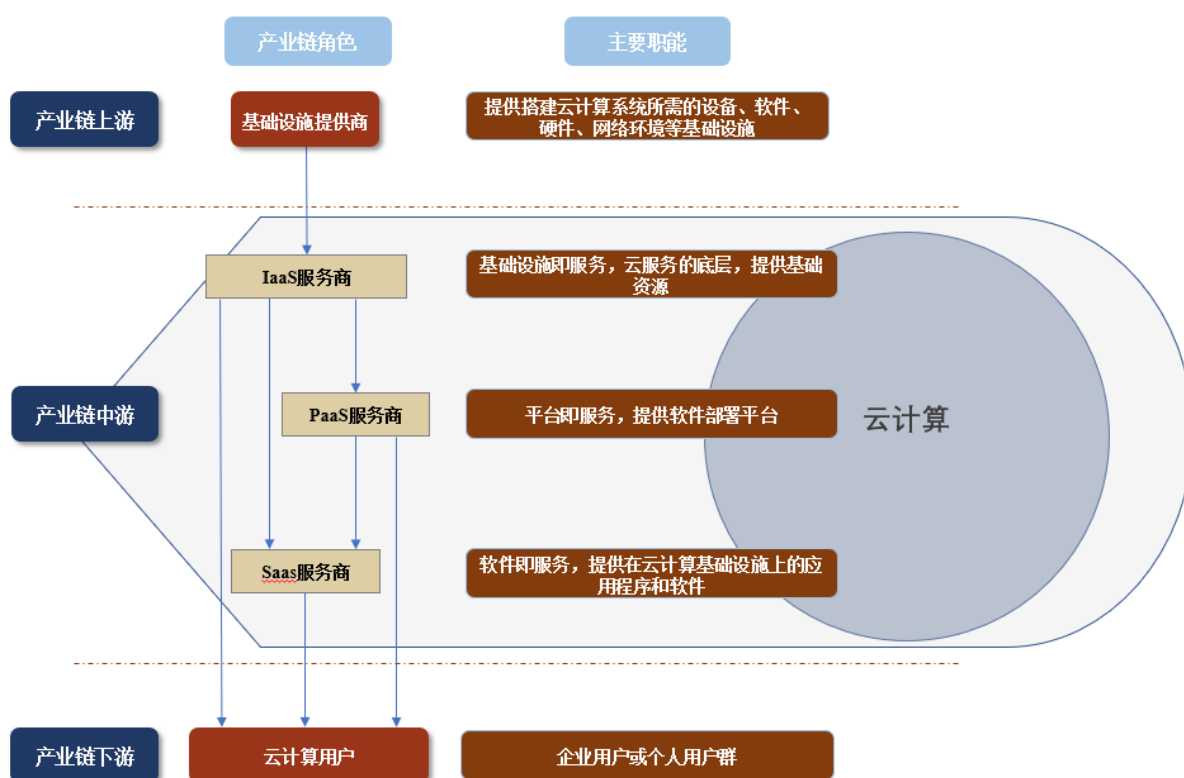 产业链角色
主要职能
产业链上游
基础设施提供商
提供搭建云计算系统所需的设备、软件、
硬件、网络环境等基础设施
IaaS服务商
基础设施即服务，云服务的底层，提供基础
资源
产业链中游
PaaS服务商
平台即服务，提供软件部署平台
云计算
Saas服务商
软件即服务，提供在云计算基础设施上的应
用程序和软件
产业链下游
云计算用户
企业用户或个人用户群